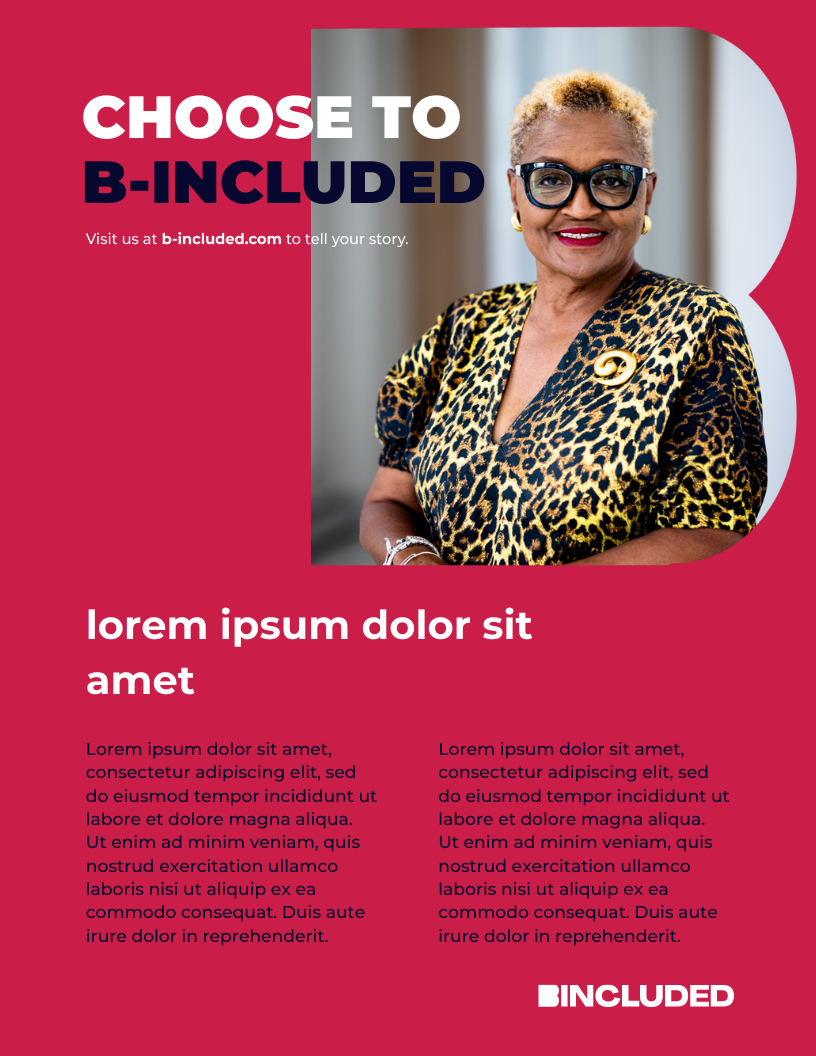 CHOOSE TO
B-INCLUDED
Visit us at b-included.com to tell your story.
lorem ipsum dolor sit
amet
Lorem ipsum dolor sit amet,
consectetur adipiscing elit, sed
do eiusmod tempor incididunt ut
labore et dolore magna aliqua.
Ut enim ad minim veniam, quis
nostrud exercitation ullamco
laboris nisi ut aliquip ex ea
commodo consequat. Duis aute
irure dolor in reprehenderit.
Lorem ipsum dolor sit amet,
consectetur adipiscing elit, sed
do eiusmod tempor incididunt ut
labore et dolore magna aliqua.
Ut enim ad minim veniam, quis
nostrud exercitation ullamco
laboris nisi ut aliquip ex ea
commodo consequat. Duis aute
irure dolor in reprehenderit.
BINCLUDED